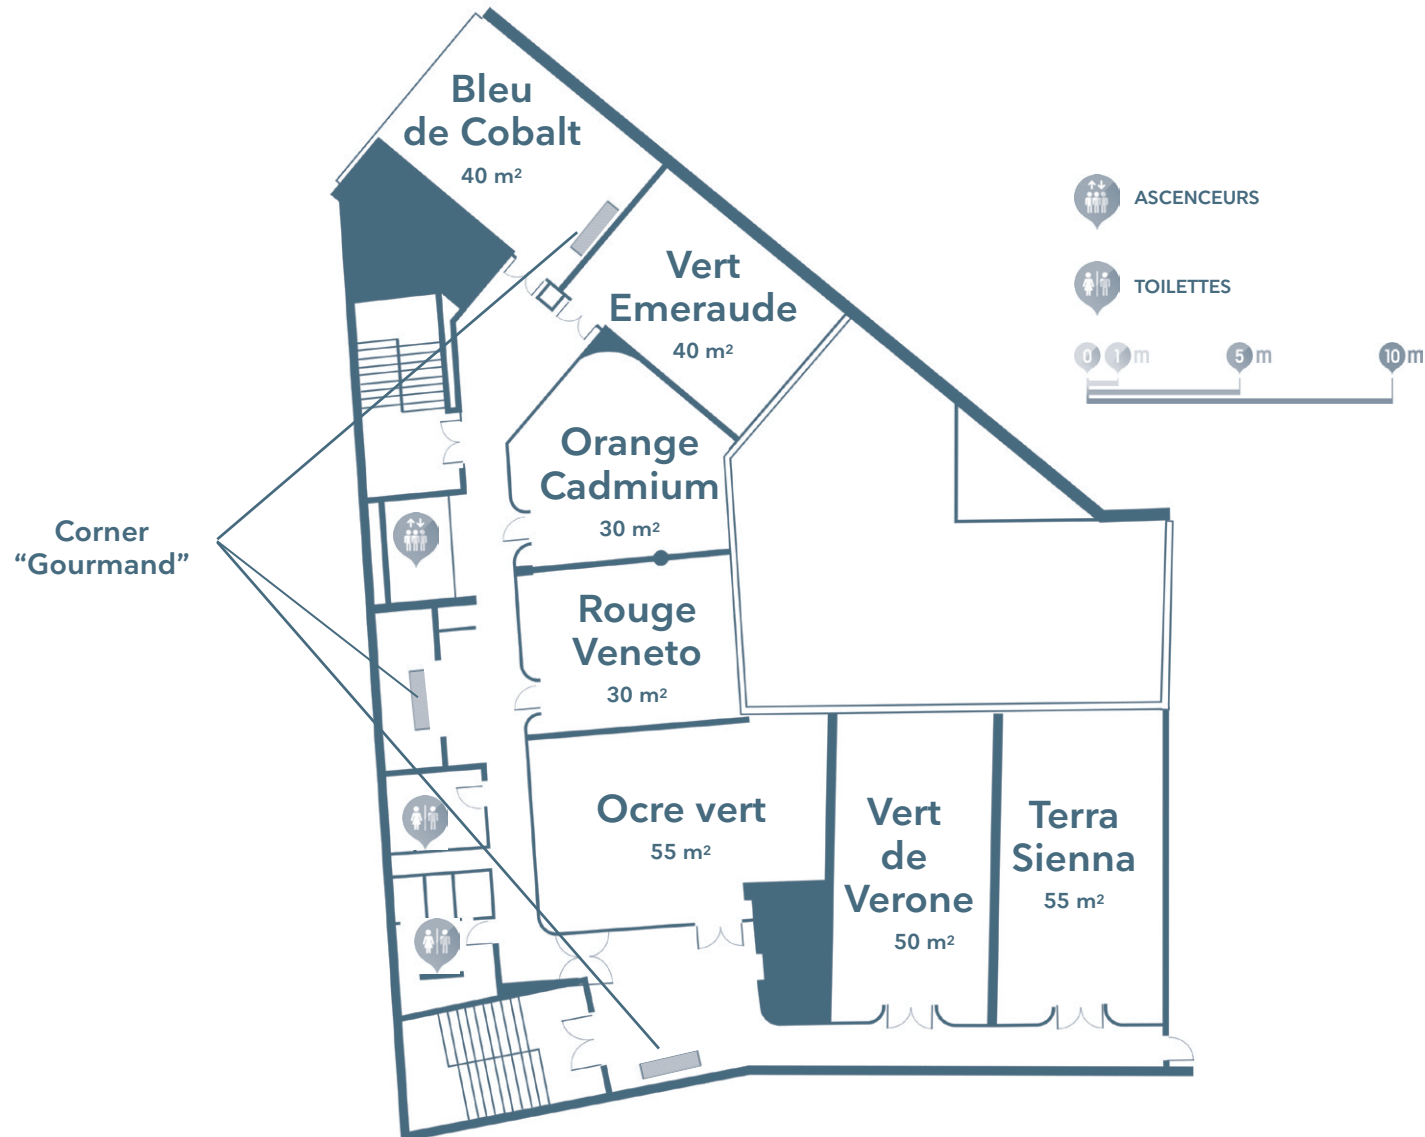 Bleu
de Cobalt
40 m²
Vert
Emeraude
40 m²
ASCENCEURS
TOILETTES
0 1 m 5 m 10 m
Orange
Cadmium
30 m²
Corner
“Gourmand”
Rouge
Veneto
30 m²
Ocre vert
55 m²
Vert
de
Verone
50 m²
Terra
Sienna
55 m²